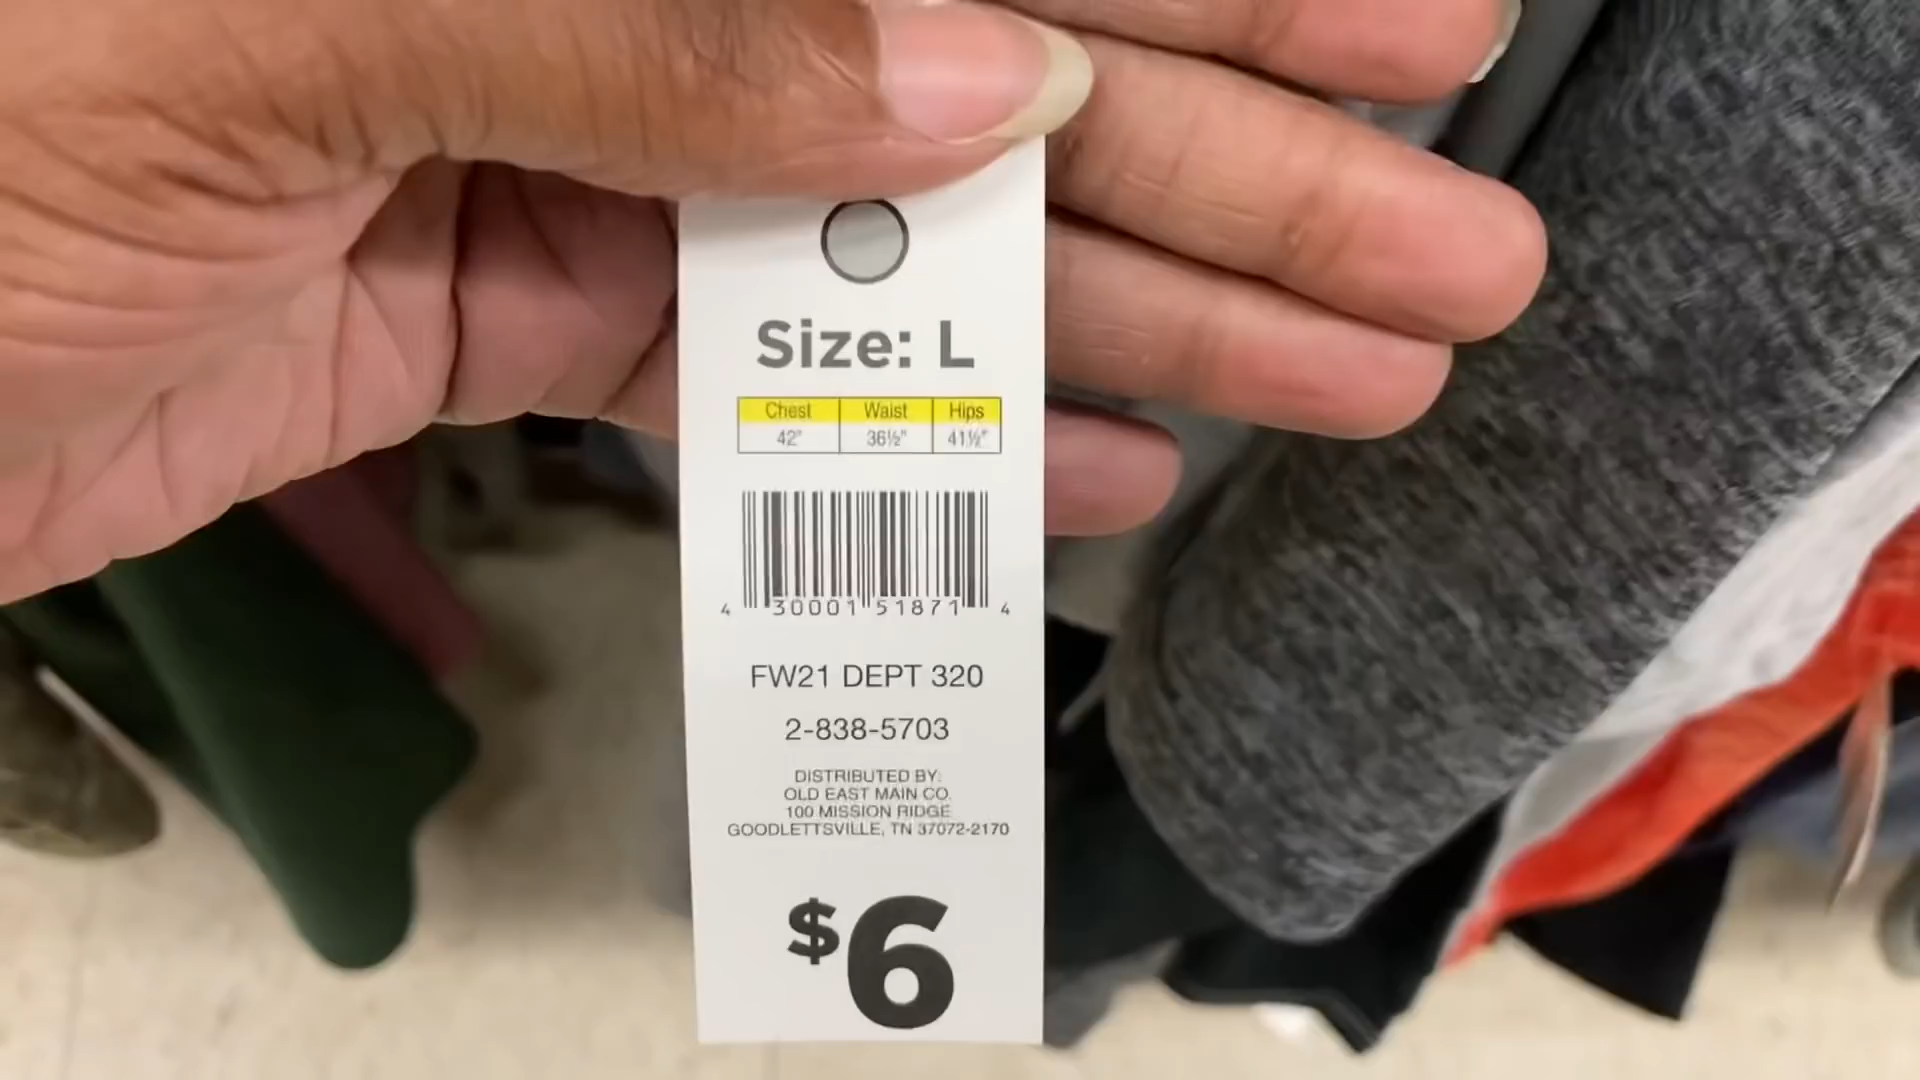 Size: L
Chest Waist Hips
42" 36½" 41½"
4 30001 51871 4
FW21 DEPT 320
2-838-5703
DISTRIBUTED BY:
OLD EAST MAIN CO.
100 MISSION RIDGE
GOODLETTSVILLE, TN 37072-2170
$6